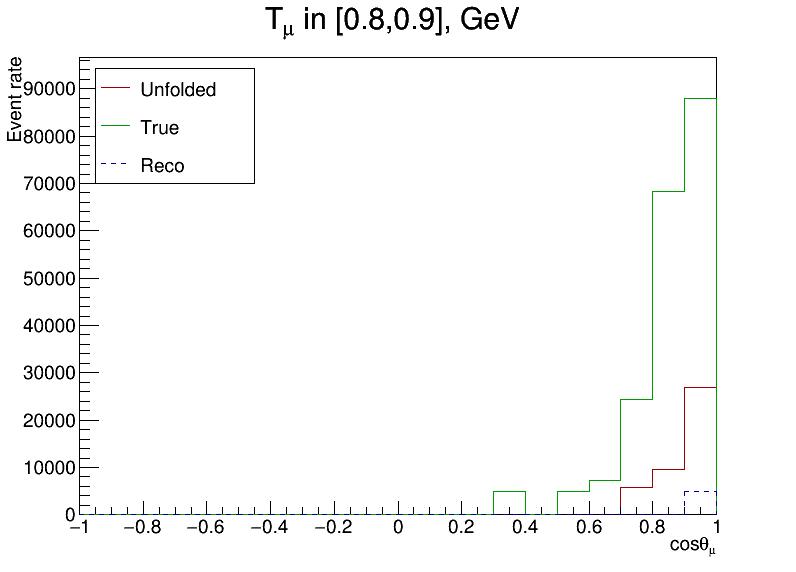 T_μ in [0.8,0.9], GeV
Event rate
90000
80000
70000
60000
50000
40000
30000
20000
10000
0
Unfolded
True
Reco
−1 −0.8 −0.6 −0.4 −0.2 0 0.2 0.4 0.6 0.8 1
cosθ_μ